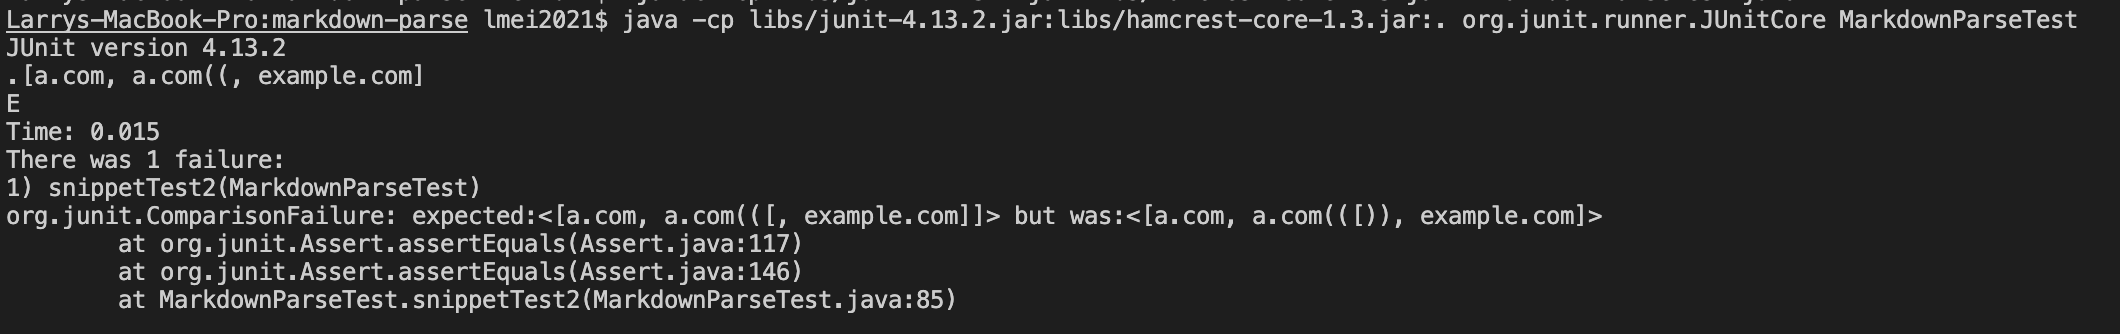 Larrys-MacBook-Pro:markdown-parse lmei2021$ java -cp libs/junit-4.13.2.jar:libs/hamcrest-core-1.3.jar:. org.junit.runner.JUnitCore MarkdownParseTest
JUnit version 4.13.2
.[a.com, a.com((, example.com]
E
Time: 0.015
There was 1 failure:
1) snippetTest2(MarkdownParseTest)
org.junit.ComparisonFailure: expected:<[a.com, a.com(([, example.com]]> but was:<[a.com, a.com(([)), example.com]>
        at org.junit.Assert.assertEquals(Assert.java:117)
        at org.junit.Assert.assertEquals(Assert.java:146)
        at MarkdownParseTest.snippetTest2(MarkdownParseTest.java:85)